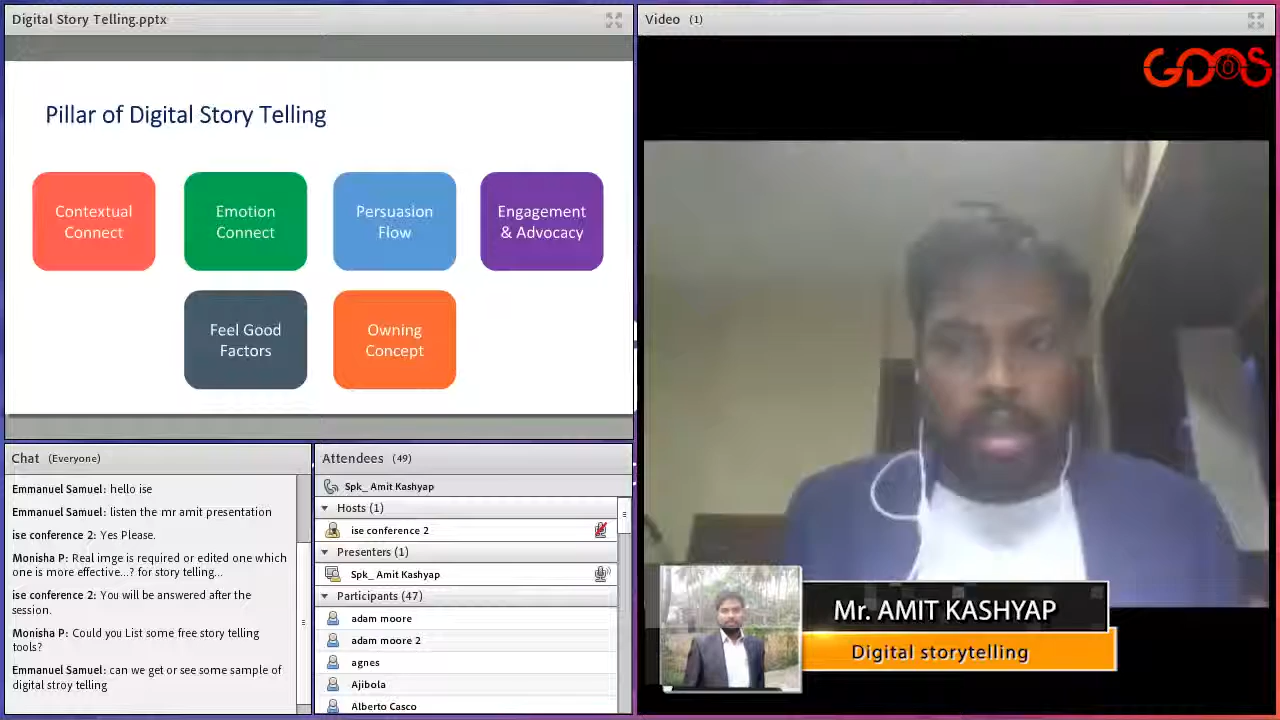 Digital Story Telling.pptx
Pillar of Digital Story Telling
Contextual
Connect
Emotion
Connect
Persuasion
Flow
Engagement
& Advocacy
Feel Good
Factors
Owning
Concept
Chat (Everyone)
Emmanuel Samuel: hello ise
Emmanuel Samuel: listen the mr amit presentation
ise conference 2: Yes Please.
Monisha P: Real imge is required or edited one which
one is more effective...? for story telling...
ise conference 2: You will be answered after the
session.
Monisha P: Could you List some free story telling
tools?
Emmanuel Samuel: can we get or see some sample of
digital stroy telling
Attendees (49)
Spk_ Amit Kashyap
Hosts (1)
ise conference 2
Presenters (1)
Spk_ Amit Kashyap
Participants (47)
adam moore
adam moore 2
agnes
Ajibola
Alberto Casco
Video (1)
Mr. AMIT KASHYAP
Digital storytelling